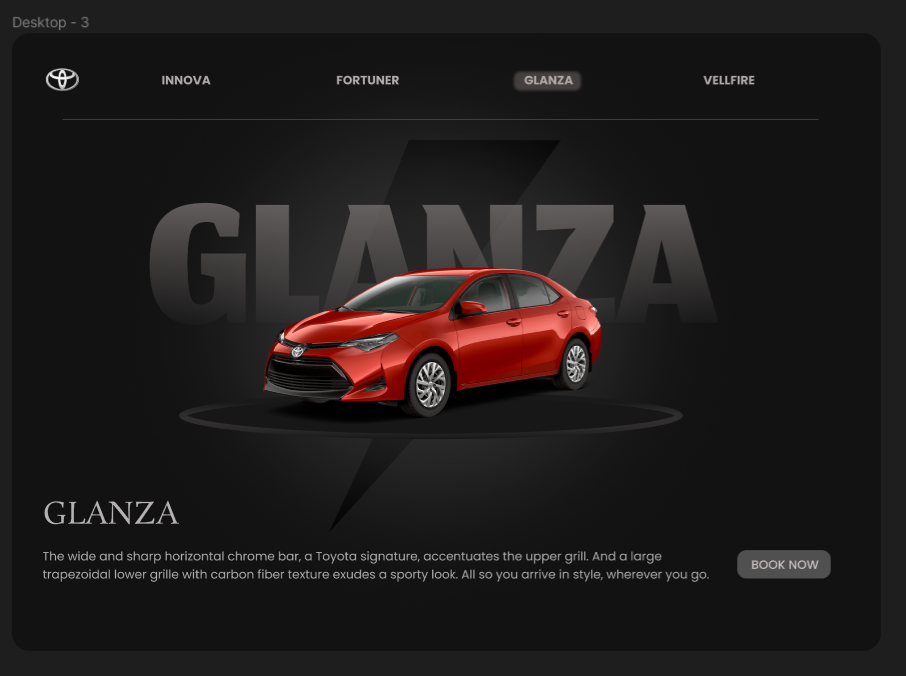 Desktop - 3
INNOVA FORTUNER GLANZA VELLFIRE
GLANZA
GLANZA
The wide and sharp horizontal chrome bar, a Toyota signature, accentuates the upper grill. And a large
trapezoidal lower grille with carbon fiber texture exudes a sporty look. All so you arrive in style, wherever you go.
BOOK NOW